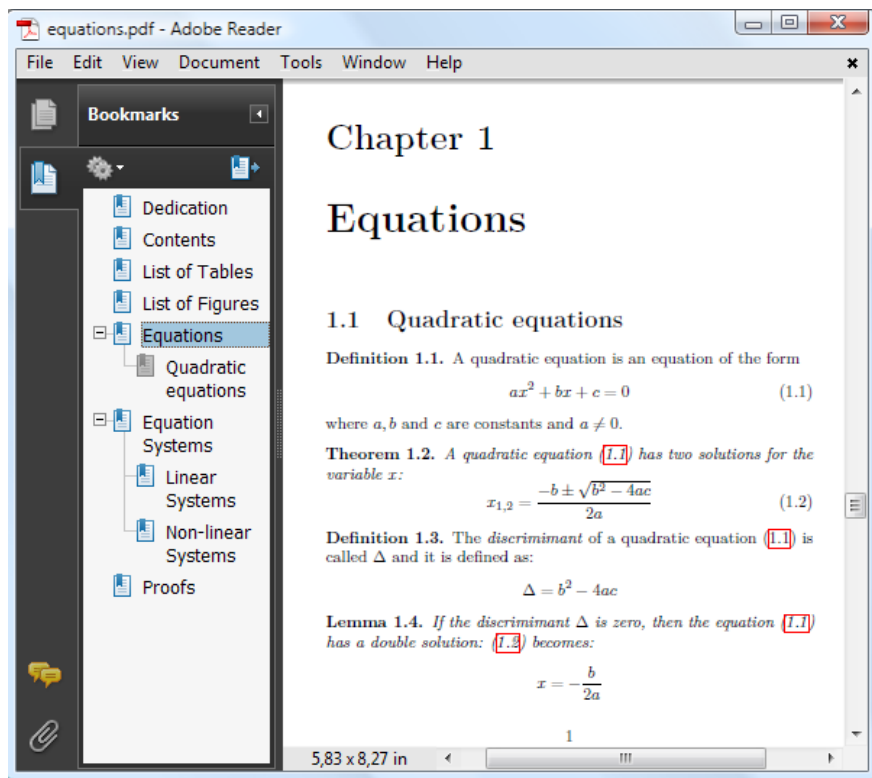 equations.pdf - Adobe Reader
File Edit View Document Tools Window Help
Bookmarks
Dedication
Contents
List of Tables
List of Figures
Equations
Quadratic
equations
Equation
Systems
Linear
Systems
Non-linear
Systems
Proofs
Chapter 1
Equations
1.1 Quadratic equations
Definition 1.1. A quadratic equation is an equation of the form
ax² + bx + c = 0 (1.1)
where a, b and c are constants and a ≠ 0.
Theorem 1.2. A quadratic equation (1.1) has two solutions for the
variable x:
x₁,₂ = (-b ± √(b² − 4ac)) / 2a (1.2)
Definition 1.3. The discrimimant of a quadratic equation (1.1) is
called Δ and it is defined as:
Δ = b² − 4ac
Lemma 1.4. If the discrimimant Δ is zero, then the equation (1.1)
has a double solution: (1.2) becomes:
x = − b / 2a
1
5,83 x 8,27 in